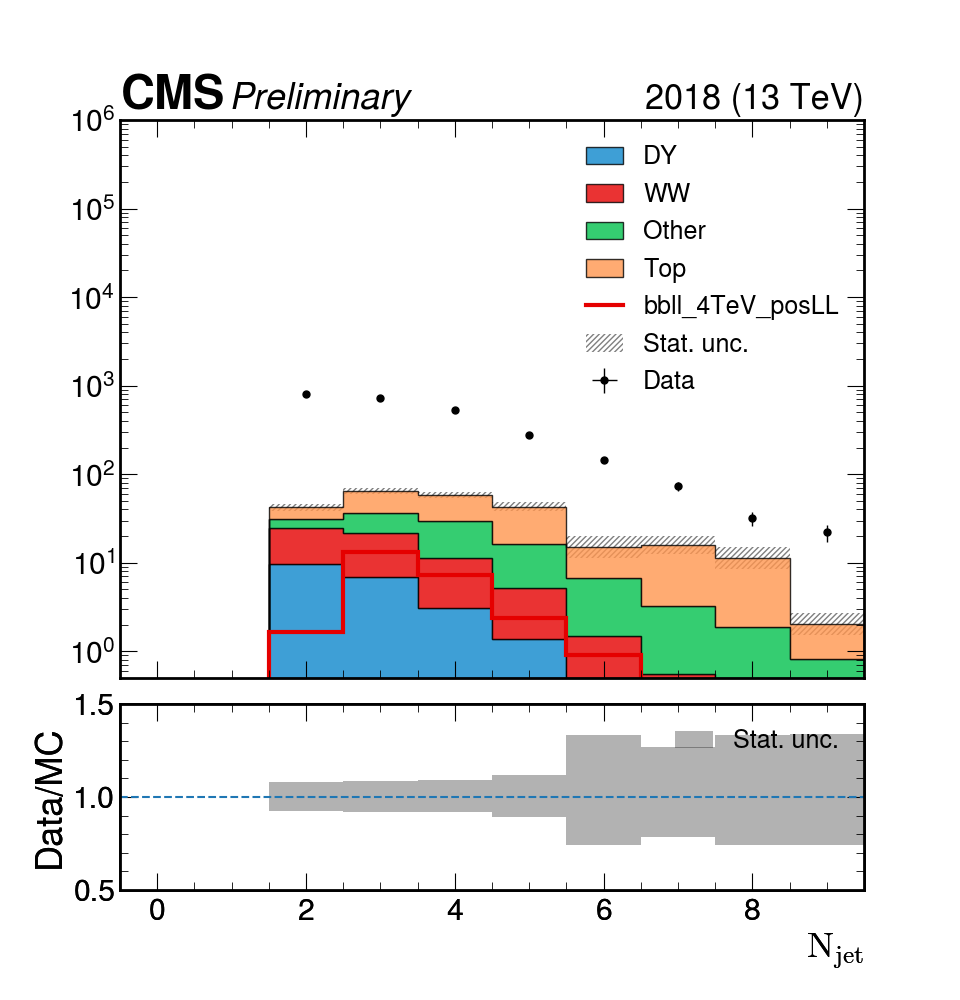 CMS Preliminary 2018 (13 TeV)
10^6
10^5
10^4
10^3
10^2
10^1
10^0
DY
WW
Other
Top
bbll_4TeV_posLL
Stat. unc.
Data
Data/MC
1.5
1.0
0.5
Stat. unc.
0 2 4 6 8
N_jet